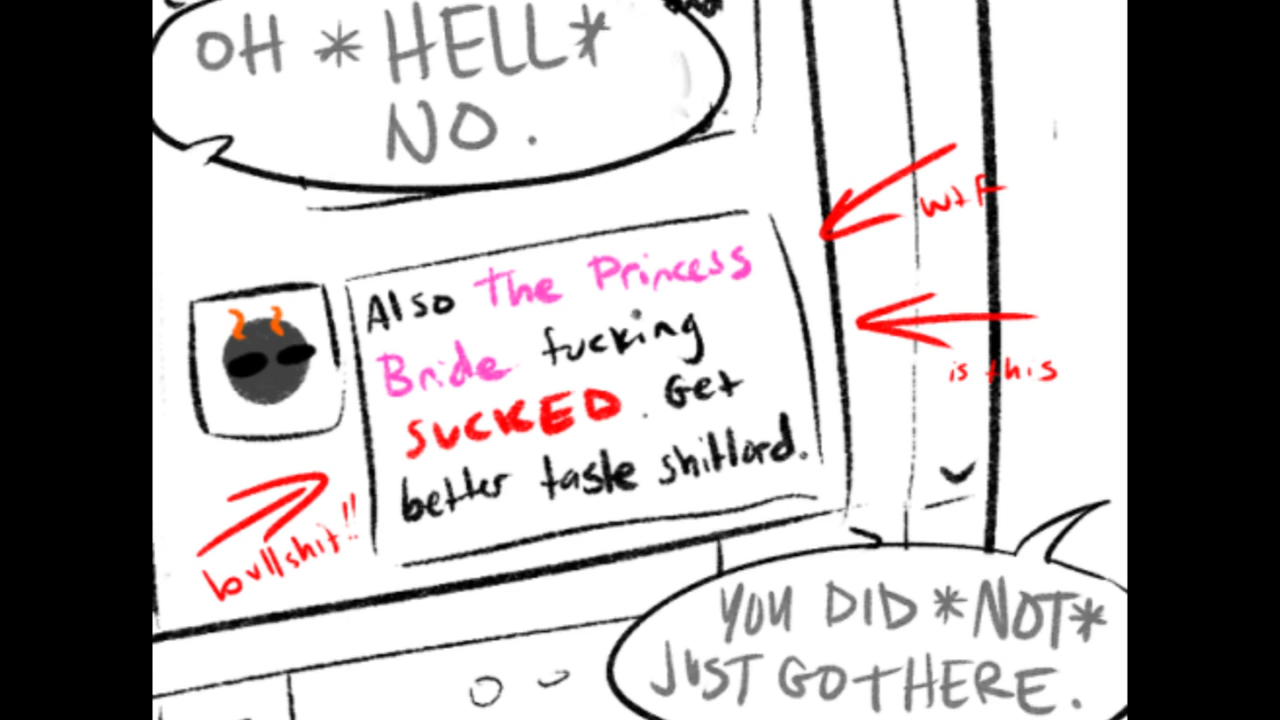 OH *HELL*
NO.
wtf
Also The Princess
Bride fucking
SUCKED. Get
better taste shitlord.
is this
bullshit!!
YOU DID *NOT*
JUST GO THERE.